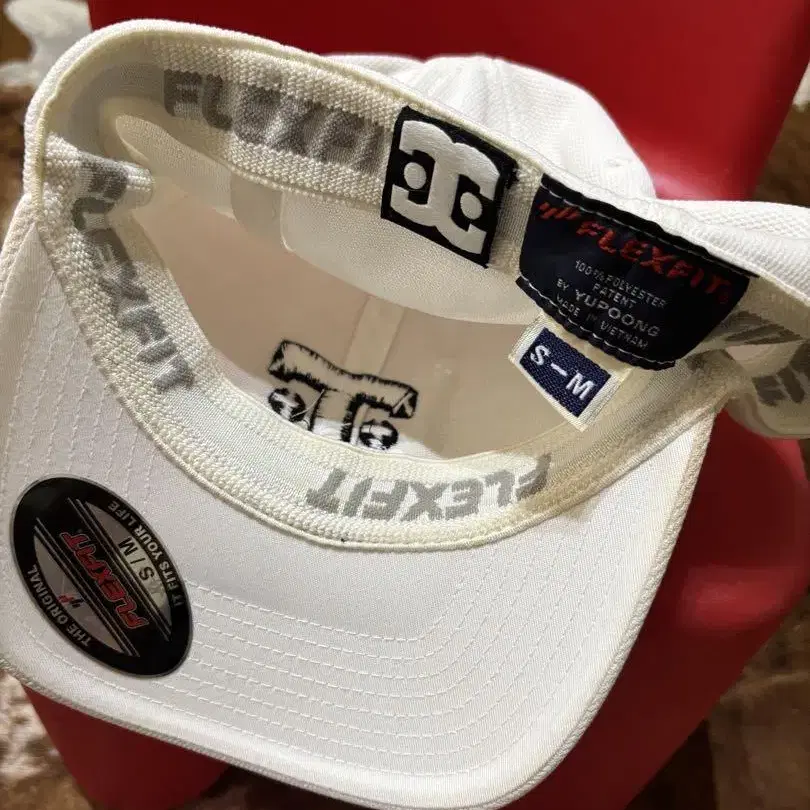 FLEXFIT
FLEXFIT
FLEXFIT
100% POLYESTER
PATENT
BY YUPOONG
MADE IN VIETNAM
S-M
FLEXFIT
THE ORIGINAL
FLEXFIT
S/M
IT FITS YOUR LIFE